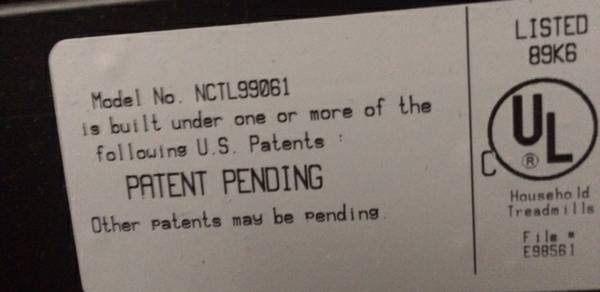 Model No. NCTL99061
is built under one or more of the
following U.S. Patents :
PATENT PENDING
Other patents may be pending.
LISTED
89K6
C UL ®
Household
Treadmills
File "
E98561